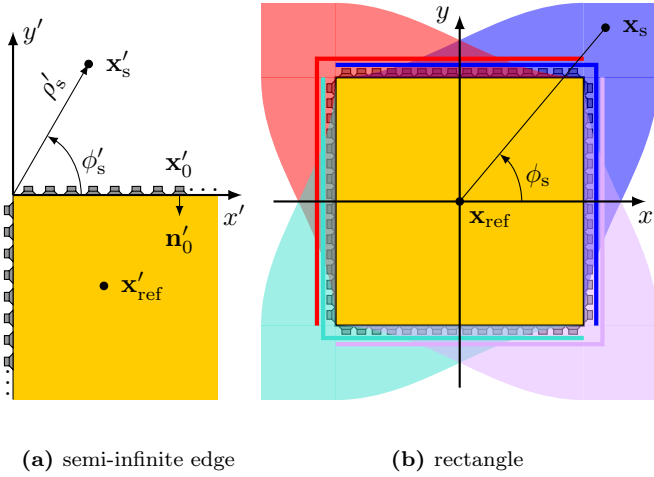 y′
x′ₛ
ρ′ₛ
ϕ′ₛ
x′₀
x′
n′₀
x′ref
(a) semi-infinite edge
y
xₛ
ϕₛ
x
xref
(b) rectangle